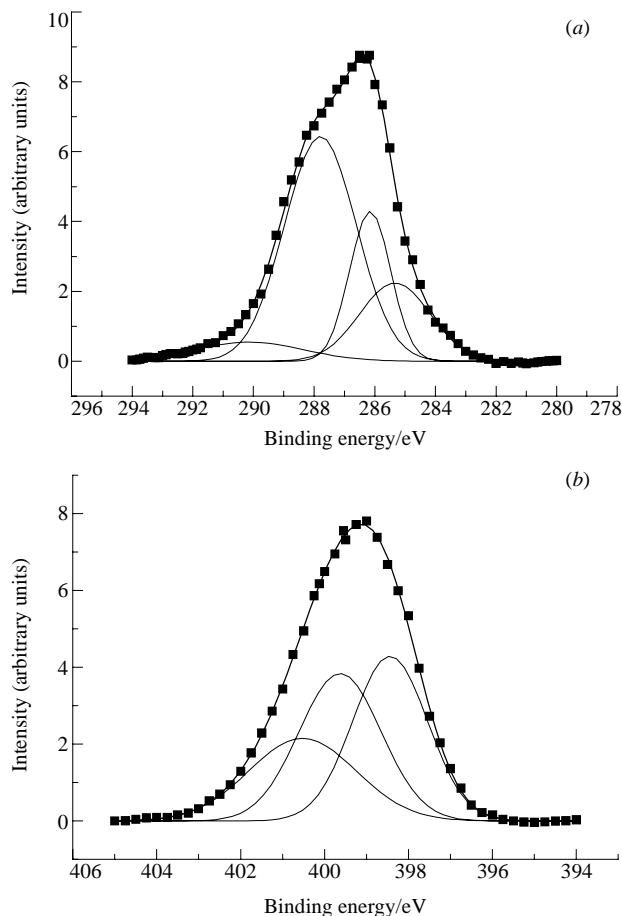 (a)
10
8
6
4
2
0
Intensity (arbitrary units)
296 294 292 290 288 286 284 282 280 278
Binding energy/eV
(b)
8
6
4
2
0
Intensity (arbitrary units)
406 404 402 400 398 396 394
Binding energy/eV